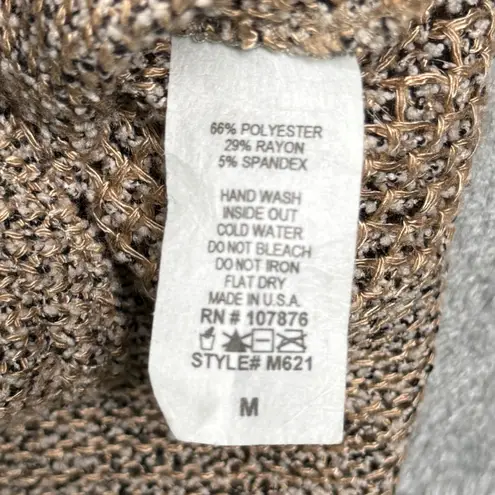 66% POLYESTER
29% RAYON
5% SPANDEX
HAND WASH
INSIDE OUT
COLD WATER
DO NOT BLEACH
DO NOT IRON
FLAT DRY
MADE IN U.S.A.
RN # 107876
STYLE# M621
M